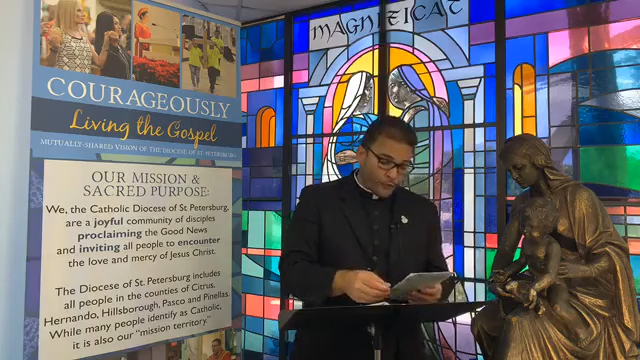 MAGNIFICAT
COURAGEOUSLY
Living the Gospel
MUTUALLY-SHARED VISION OF THE DIOCESE OF ST. PETERSBURG
OUR MISSION &
SACRED PURPOSE:
We, the Catholic Diocese of St Petersburg,
are a joyful community of disciples
proclaiming the Good News
and inviting all people to encounter
the love and mercy of Jesus Christ.
The Diocese of St. Petersburg includes
all people in the counties of Citrus,
Hernando, Hillsborough, Pasco and Pinellas.
While many people identify as Catholic,
it is also our "mission territory."